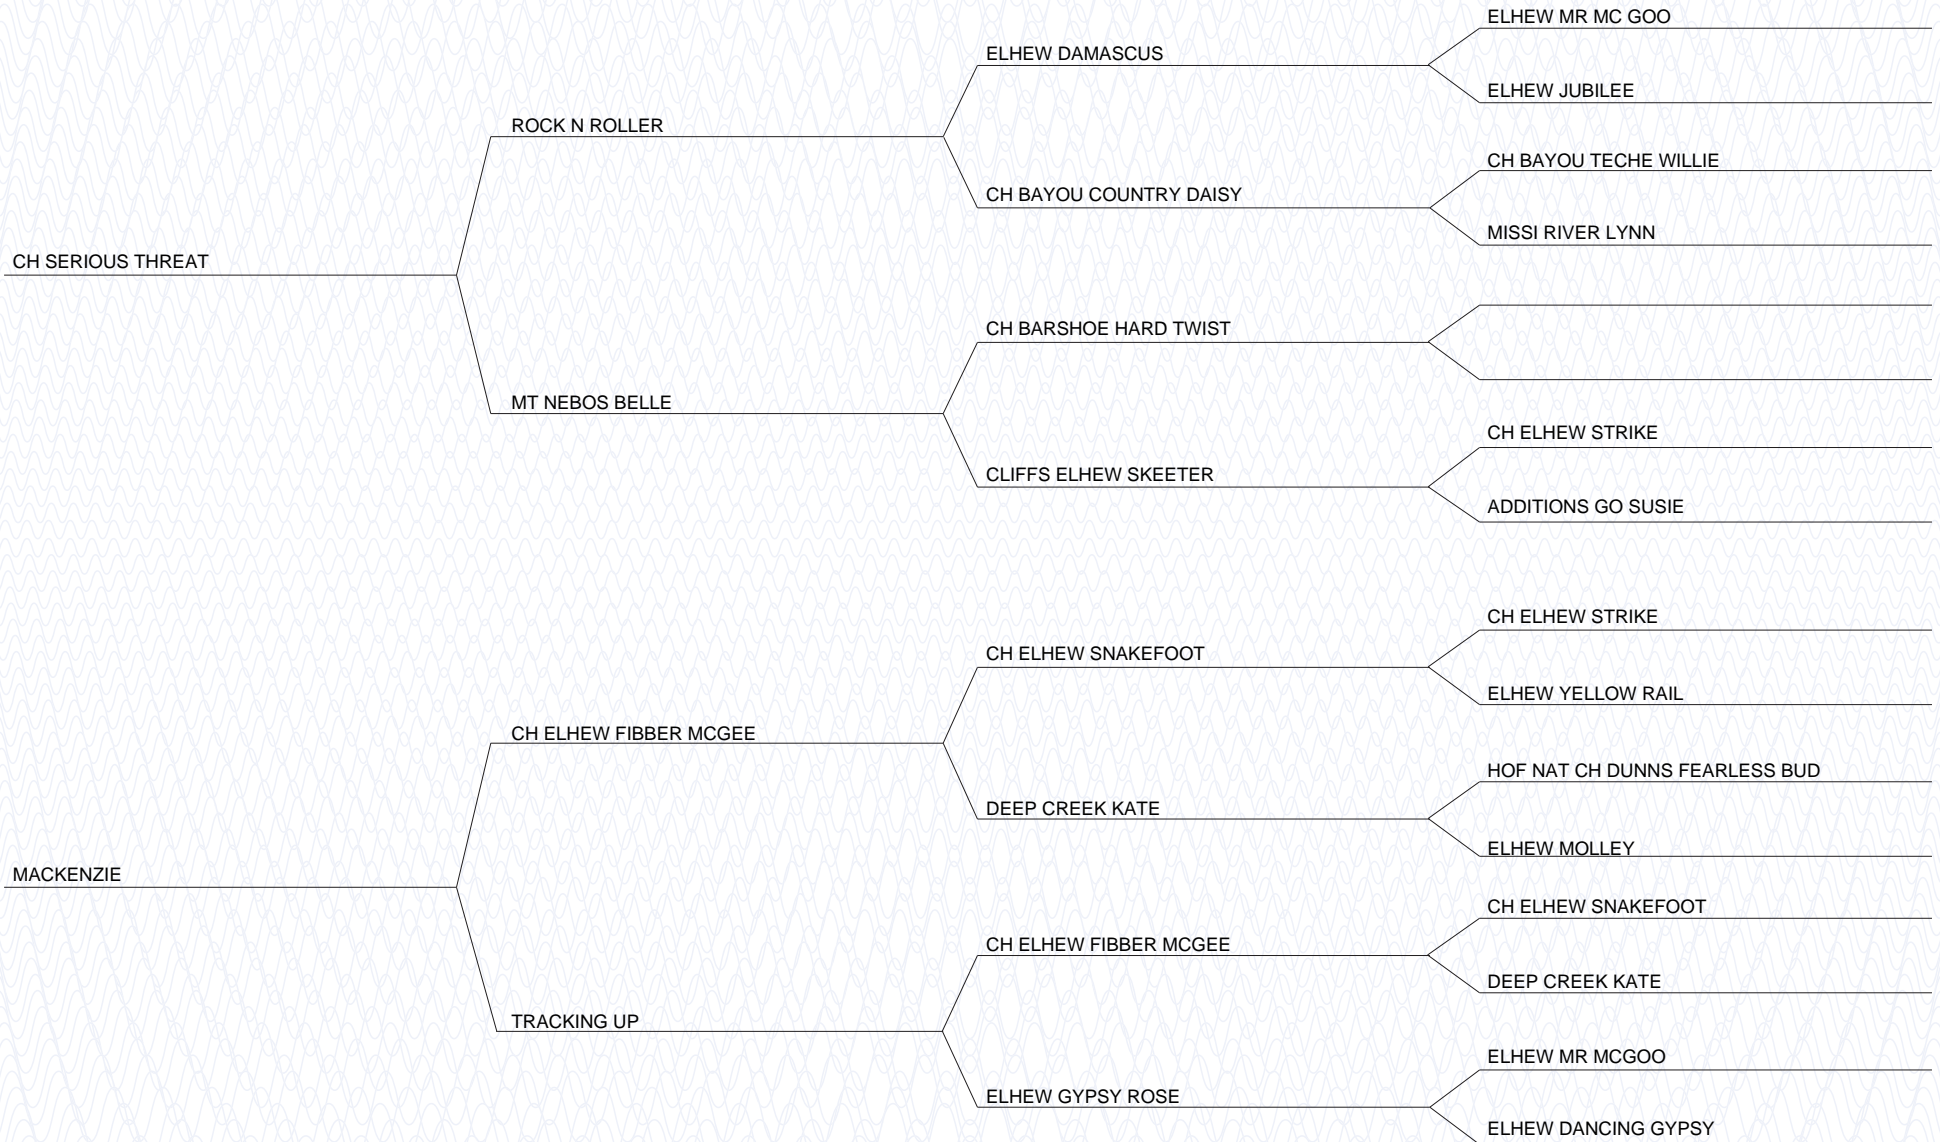 ELHEW MR MC GOO
ELHEW DAMASCUS
ELHEW JUBILEE
ROCK N ROLLER
CH BAYOU TECHE WILLIE
CH BAYOU COUNTRY DAISY
MISSI RIVER LYNN
CH SERIOUS THREAT
CH BARSHOE HARD TWIST
MT NEBOS BELLE
CH ELHEW STRIKE
CLIFFS ELHEW SKEETER
ADDITIONS GO SUSIE
CH ELHEW STRIKE
CH ELHEW SNAKEFOOT
ELHEW YELLOW RAIL
CH ELHEW FIBBER MCGEE
HOF NAT CH DUNNS FEARLESS BUD
DEEP CREEK KATE
ELHEW MOLLEY
MACKENZIE
CH ELHEW SNAKEFOOT
CH ELHEW FIBBER MCGEE
DEEP CREEK KATE
TRACKING UP
ELHEW MR MCGOO
ELHEW GYPSY ROSE
ELHEW DANCING GYPSY